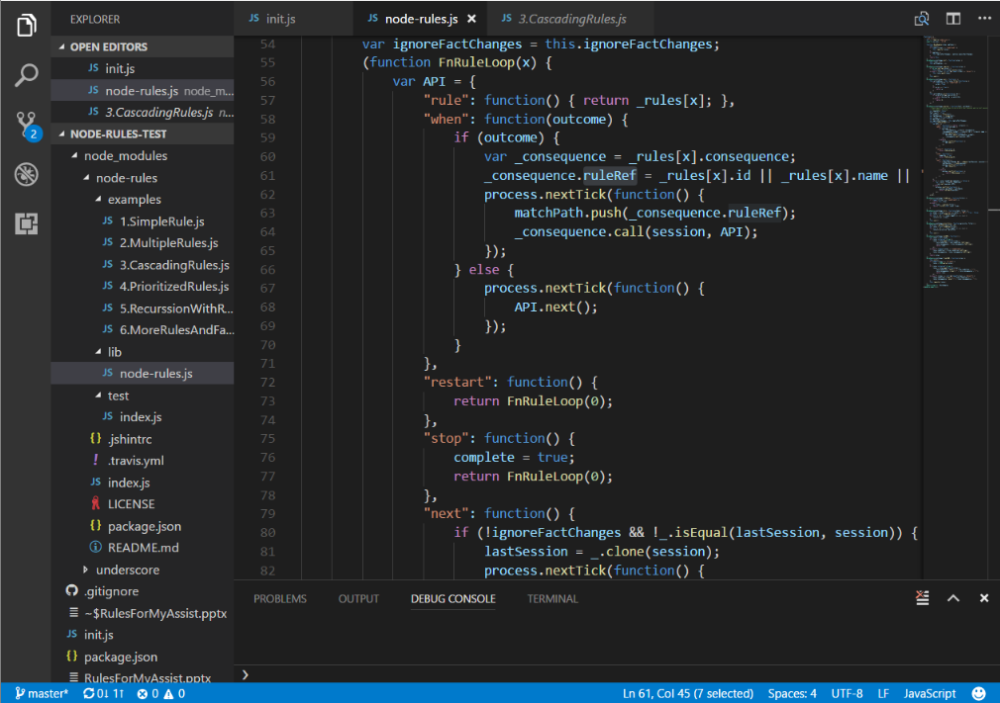 EXPLORER
OPEN EDITORS
JS init.js
JS node-rules.js node_m...
JS 3.CascadingRules.js n...
2
NODE-RULES-TEST
node_modules
node-rules
examples
JS 1.SimpleRule.js
JS 2.MultipleRules.js
JS 3.CascadingRules.js
JS 4.PrioritizedRules.js
JS 5.RecurssionWithR...
JS 6.MoreRulesAndFa...
lib
JS node-rules.js
test
JS index.js
{} .jshintrc
! .travis.yml
JS index.js
LICENSE
{} package.json
README.md
underscore
.gitignore
~$RulesForMyAssist.pptx
JS init.js
{} package.json
RulesForMyAssist.pptx
JS init.js
JS node-rules.js
JS 3.CascadingRules.js
54 var ignoreFactChanges = this.ignoreFactChanges;
55 (function FnRuleLoop(x) {
56 var API = {
57 "rule": function() { return _rules[x]; },
58 "when": function(outcome) {
59 if (outcome) {
60 var _consequence = _rules[x].consequence;
61 _consequence.ruleRef = _rules[x].id || _rules[x].name ||
62 process.nextTick(function() {
63 matchPath.push(_consequence.ruleRef);
64 _consequence.call(session, API);
65 });
66 } else {
67 process.nextTick(function() {
68 API.next();
69 });
70 }
71 },
72 "restart": function() {
73 return FnRuleLoop(0);
74 },
75 "stop": function() {
76 complete = true;
77 return FnRuleLoop(0);
78 },
79 "next": function() {
80 if (!ignoreFactChanges && !_.isEqual(lastSession, session)) {
81 lastSession = _.clone(session);
82 process.nextTick(function() {
PROBLEMS OUTPUT DEBUG CONSOLE TERMINAL
master* 0↓ 1↑ 0 0 Ln 61, Col 45 (7 selected) Spaces: 4 UTF-8 LF JavaScript